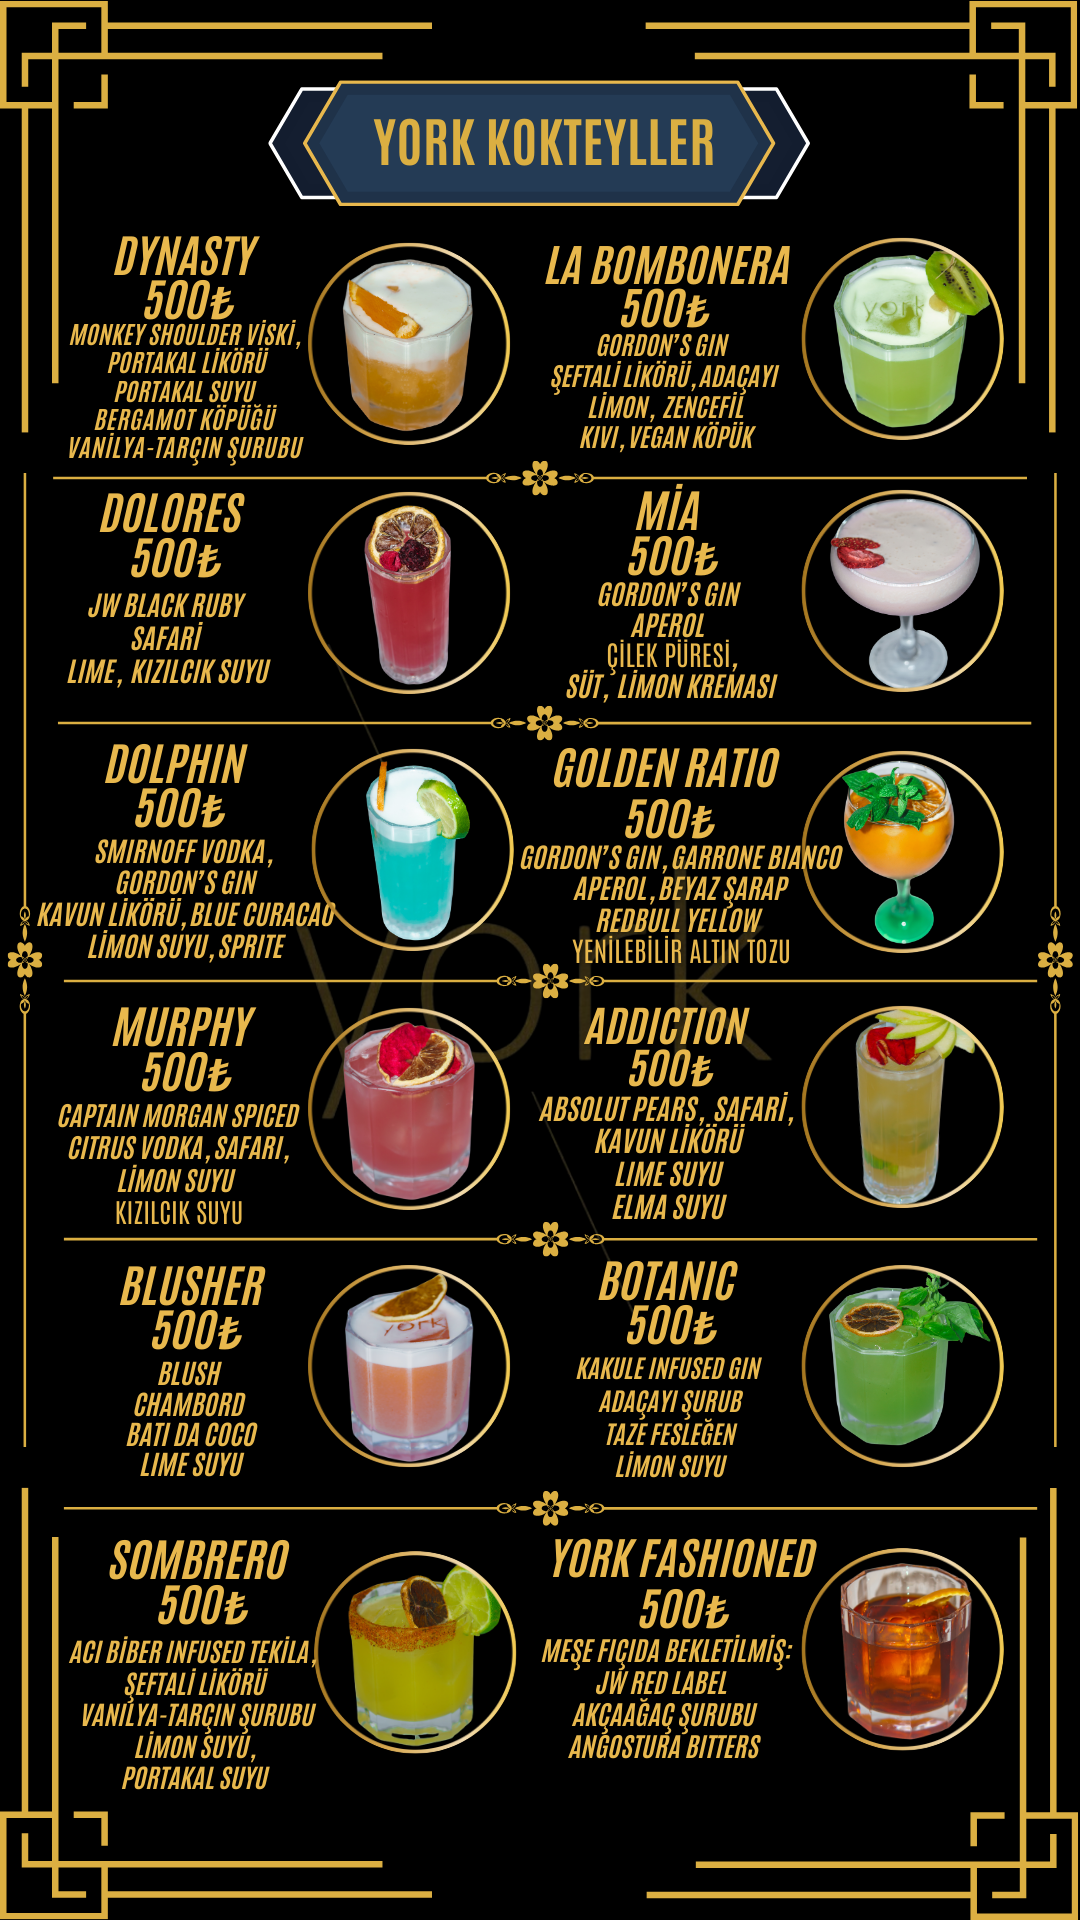 YORK KOKTEYLLER
DYNASTY
500₺
MONKEY SHOULDER VİSKİ,
PORTAKAL LİKÖRÜ
PORTAKAL SUYU
BERGAMOT KÖPÜĞÜ
VANİLYA-TARÇIN ŞURUBU
LA BOMBONERA
500₺
GORDON'S GIN
ŞEFTALİ LİKÖRÜ, ADAÇAYI
LİMON, ZENCEFİL
KIVI, VEGAN KÖPÜK
york
DOLORES
500₺
JW BLACK RUBY
SAFARİ
LIME, KIZILCIK SUYU
MİA
500₺
GORDON'S GIN
APEROL
ÇİLEK PÜRESİ,
SÜT, LİMON KREMASI
DOLPHIN
500₺
SMIRNOFF VODKA,
GORDON'S GIN
KAVUN LİKÖRÜ, BLUE CURACAO
LİMON SUYU, SPRITE
GOLDEN RATIO
500₺
GORDON'S GIN, GARRONE BIANCO
APEROL, BEYAZ ŞARAP
REDBULL YELLOW
YENİLEBİLİR ALTIN TOZU
york
MURPHY
500₺
CAPTAIN MORGAN SPICED
CITRUS VODKA, SAFARI,
LİMON SUYU
KIZILCIK SUYU
ADDICTION
500₺
ABSOLUT PEARS, SAFARİ,
KAVUN LİKÖRÜ
LIME SUYU
ELMA SUYU
BLUSHER
500₺
BLUSH
CHAMBORD
BATI DA COCO
LIME SUYU
york
BOTANIC
500₺
KAKULE INFUSED GIN
ADAÇAYI ŞURUB
TAZE FESLEĞEN
LİMON SUYU
SOMBRERO
500₺
ACI BİBER INFUSED TEKİLA,
ŞEFTALİ LİKÖRÜ
VANILYA-TARÇIN ŞURUBU
LİMON SUYU,
PORTAKAL SUYU
YORK FASHIONED
500₺
MEŞE FIÇIDA BEKLETİLMİŞ:
JW RED LABEL
AKÇAAĞAÇ ŞURUBU
ANGOSTURA BITTERS